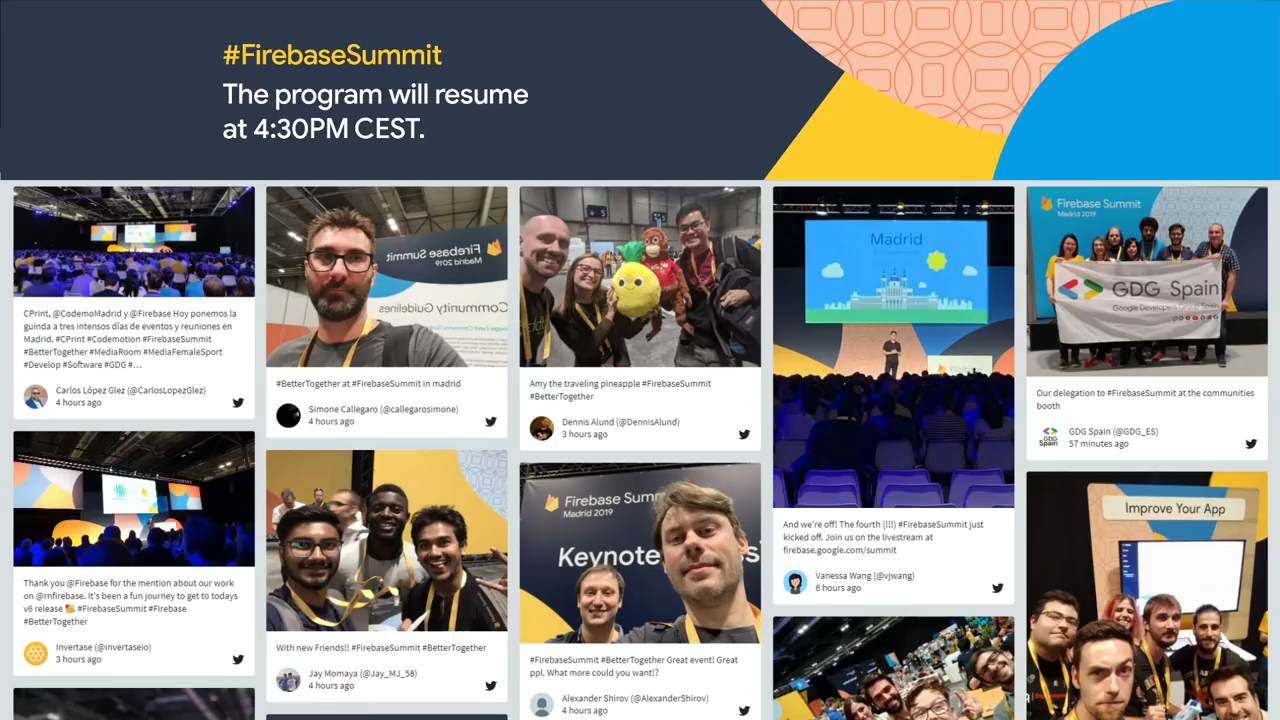 #FirebaseSummit
The program will resume
at 4:30PM CEST.
CPrint, @CodemoMadrid y @Firebase Hoy ponemos la
guinda a tres intensos días de eventos y reuniones en
Madrid. #CPrint #Codemotion #FirebaseSummit
#BetterTogether #MediaRoom #MediaFemaleSport
#Develop #Software #GDG #…
Carlos López Glez (@CarlosLopezGlez)
4 hours ago
Thank you @Firebase for the mention about our work
on @rnfirebase. It's been a fun journey to get to todays
v6 release 🥳 #FirebaseSummit #Firebase
#BetterTogether
Invertase (@invertaseio)
3 hours ago
Firebase
Summit
Madrid 2019
Community Guidelines
#BetterTogether at #FirebaseSummit in madrid
Simone Callegaro (@callegarosimone)
4 hours ago
With new Friends!! #FirebaseSummit #BetterTogether
Jay Momaya (@Jay_MJ_58)
4 hours ago
5
Amy the traveling pineapple #FirebaseSummit
#BetterTogether
Dennis Alund (@DennisAlund)
3 hours ago
Firebase Sum
Madrid 2019
Keynote
#FirebaseSummit #BetterTogether Great event! Great
ppl. What more could you want!?
Alexander Shirov (@AlexanderShirov)
4 hours ago
Madrid
And we're off! The fourth (!!!) #FirebaseSummit just
kicked off. Join us on the livestream at
firebase.google.com/summit
Vanessa Wang (@vjwang)
6 hours ago
Firebase Summit
Madrid 2019
GDG Spain
Google Developers
Our delegation to #FirebaseSummit at the communities
booth
GDG
Spain
GDG Spain (@GDG_ES)
57 minutes ago
Improve Your App